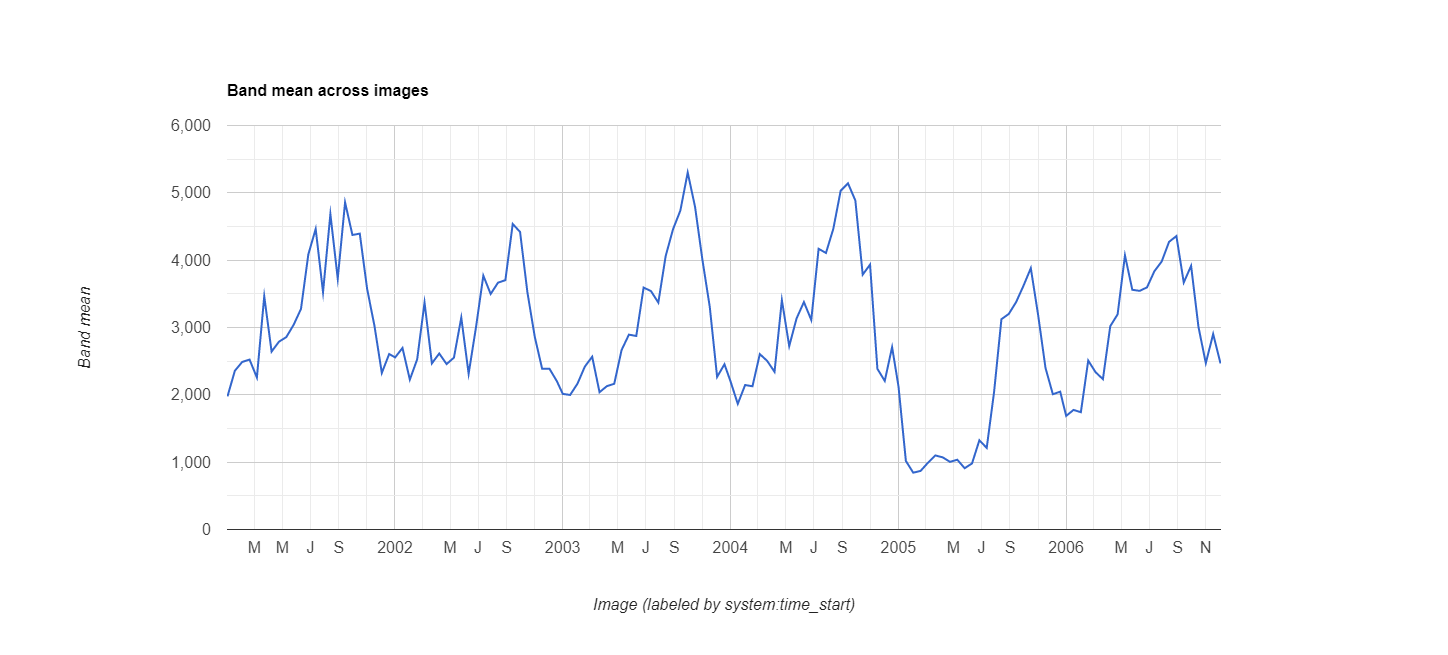 Band mean across images
6,000
5,000
4,000
3,000
2,000
1,000
0
Band mean
M M J S 2002 M J S 2003 M J S 2004 M J S 2005 M J S 2006 M J S N
Image (labeled by system:time_start)